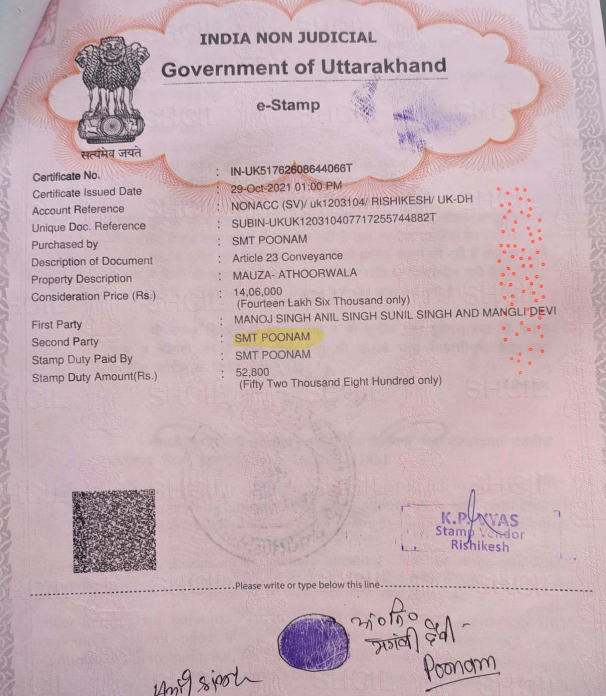 INDIA NON JUDICIAL
Government of Uttarakhand
e-Stamp
सत्यमेव जयते
Certificate No. : IN-UK51762608644066T
Certificate Issued Date : 29-Oct-2021 01:00 PM
Account Reference : NONACC (SV)/ uk1203104/ RISHIKESH/ UK-DH
Unique Doc. Reference : SUBIN-UKUK120310407717255744882T
Purchased by : SMT POONAM
Description of Document : Article 23 Conveyance
Property Description : MAUZA- ATHOORWALA
Consideration Price (Rs.) : 14,06,000
(Fourteen Lakh Six Thousand only)
First Party : MANOJ SINGH ANIL SINGH SUNIL SINGH AND MANGLI DEVI
Second Party : SMT POONAM
Stamp Duty Paid By : SMT POONAM
Stamp Duty Amount(Rs.) : 52,800
(Fifty Two Thousand Eight Hundred only)
K.P. VYAS
Stamp Vendor
Rishikesh
Please write or type below this line
मंगली देवी
Poonam
Anil Singh